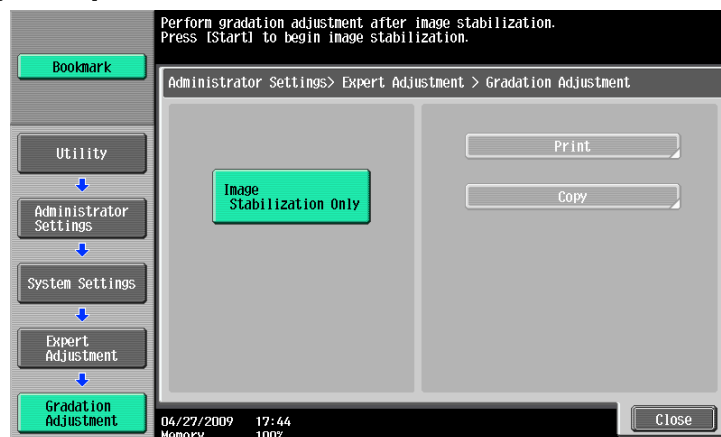 Perform gradation adjustment after image stabilization.
Press [Start] to begin image stabilization.
Bookmark
Administrator Settings> Expert Adjustment > Gradation Adjustment
Utility
Administrator
Settings
System Settings
Expert
Adjustment
Gradation
Adjustment
Image
Stabilization Only
Print
Copy
04/27/2009 17:44
Memory 100%
Close